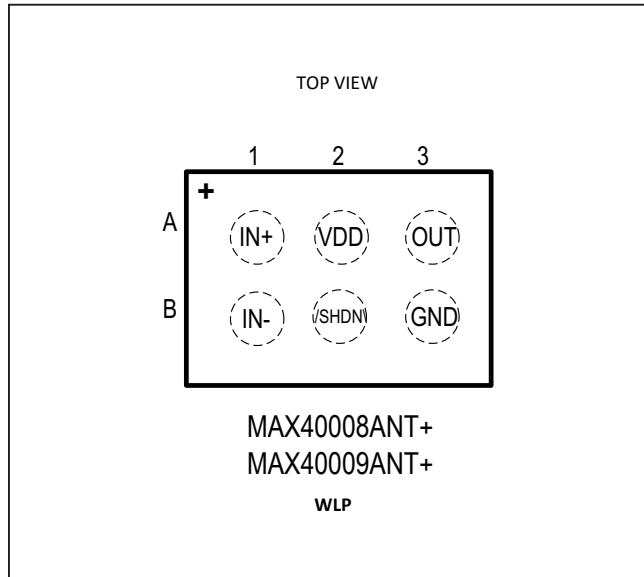 TOP VIEW
1 2 3
+
A IN+ VDD OUT
B IN- /SHDN\ GND
MAX40008ANT+
MAX40009ANT+
WLP